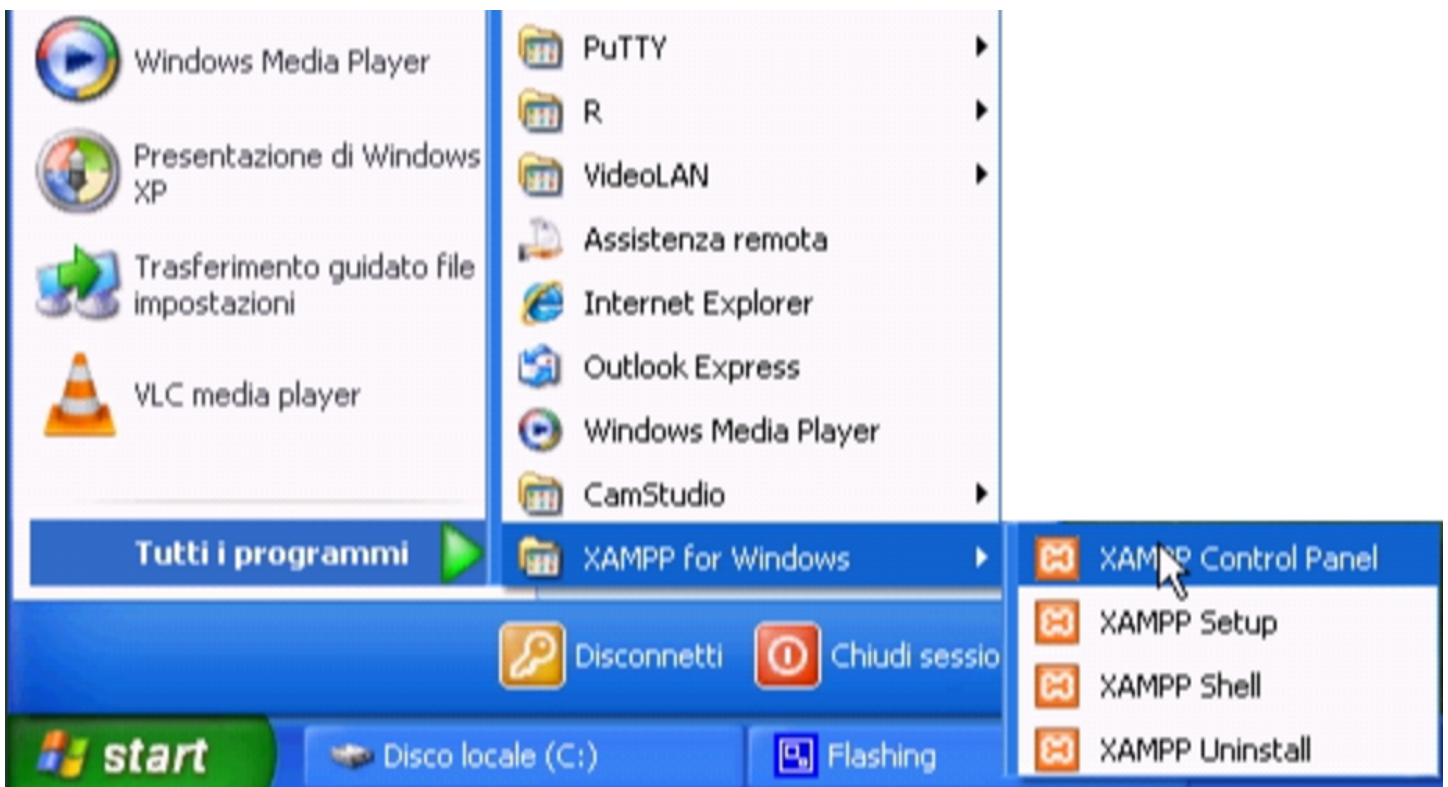 Windows Media Player
Presentazione di Windows
XP
Trasferimento guidato file
impostazioni
VLC media player
Tutti i programmi
PuTTY
R
VideoLAN
Assistenza remota
Internet Explorer
Outlook Express
Windows Media Player
CamStudio
XAMPP for Windows
XAMPP Control Panel
XAMPP Setup
XAMPP Shell
XAMPP Uninstall
Disconnetti
Chiudi sessio
start
Disco locale (C:)
Flashing